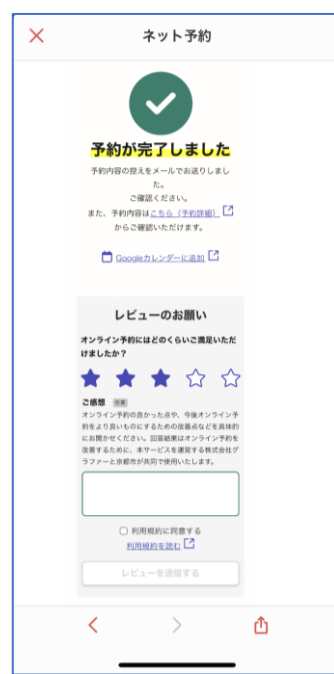 ネット予約
予約が完了しました
予約内容の控えをメールでお送りしまし
た。
ご確認ください。
また、予約内容はこちら（予約詳細）
からご確認いただけます。
Googleカレンダーに追加
レビューのお願い
オンライン予約にはどのくらいご満足いただ
けましたか？
ご感想 任意
オンライン予約の良かった点や、今後オンライン予
約をより良いものにするための改善点などを具体的
にお聞かせください。回答結果はオンライン予約を
改善するために、本サービスを運営する株式会社グ
ラファーと京都市が共同で使用いたします。
利用規約に同意する
利用規約を読む
レビューを送信する